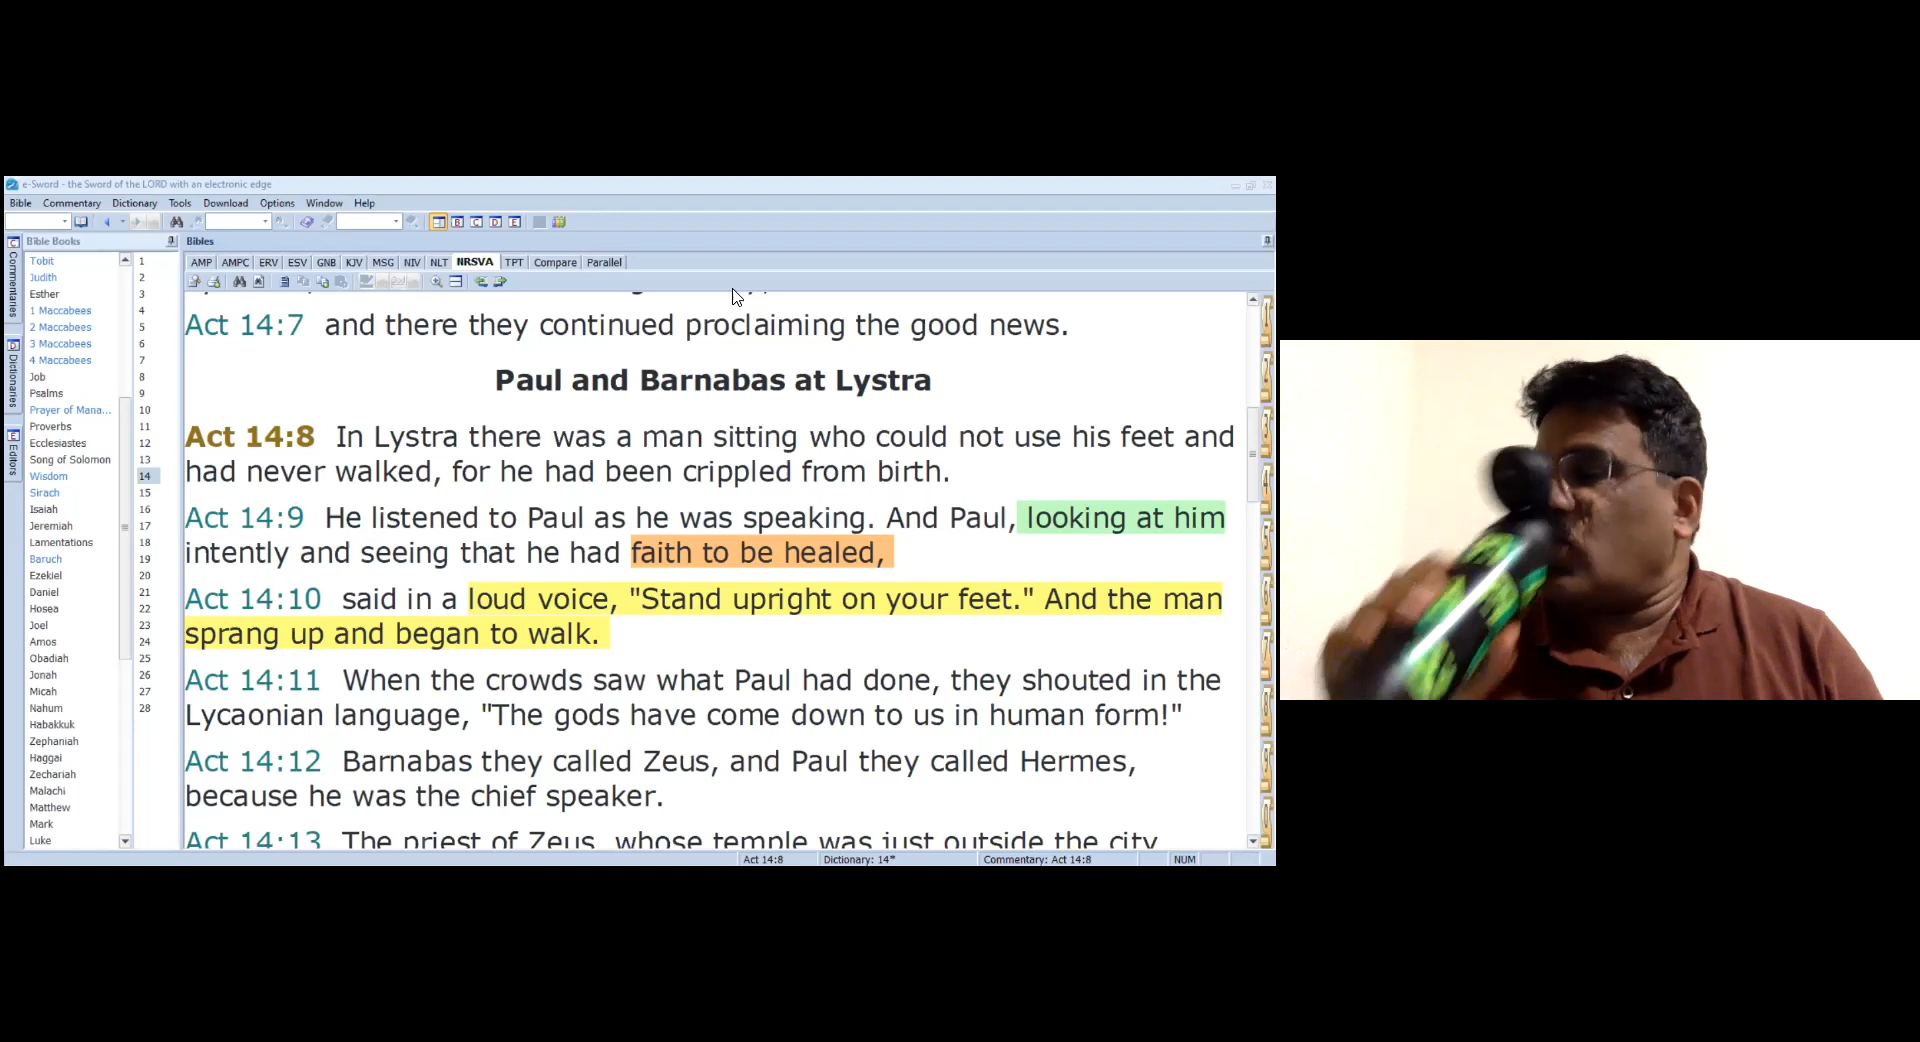 e-Sword - the Sword of the LORD with an electronic edge
Bible Commentary Dictionary Tools Download Options Window Help
Bible Books
Bibles
AMP AMPC ERV ESV GNB KJV MSG NIV NLT NRSVA TPT Compare Parallel
Commentaries
Dictionaries
Editors
Tobit 1
Judith 2
Esther 3
1 Maccabees 4
2 Maccabees 5
3 Maccabees 6
4 Maccabees 7
Job 8
Psalms 9
Prayer of Mana... 10
Proverbs 11
Ecclesiastes 12
Song of Solomon 13
Wisdom 14
Sirach 15
Isaiah 16
Jeremiah 17
Lamentations 18
Baruch 19
Ezekiel 20
Daniel 21
Hosea 22
Joel 23
Amos 24
Obadiah 25
Jonah 26
Micah 27
Nahum 28
Habakkuk
Zephaniah
Haggai
Zechariah
Malachi
Matthew
Mark
Luke
Act 14:7 and there they continued proclaiming the good news.
Paul and Barnabas at Lystra
Act 14:8 In Lystra there was a man sitting who could not use his feet and
had never walked, for he had been crippled from birth.
Act 14:9 He listened to Paul as he was speaking. And Paul, looking at him
intently and seeing that he had faith to be healed,
Act 14:10 said in a loud voice, "Stand upright on your feet." And the man
sprang up and began to walk.
Act 14:11 When the crowds saw what Paul had done, they shouted in the
Lycaonian language, "The gods have come down to us in human form!"
Act 14:12 Barnabas they called Zeus, and Paul they called Hermes,
because he was the chief speaker.
Act 14:13 The priest of Zeus, whose temple was just outside the city,
Act 14:8 Dictionary: 14* Commentary: Act 14:8 NUM